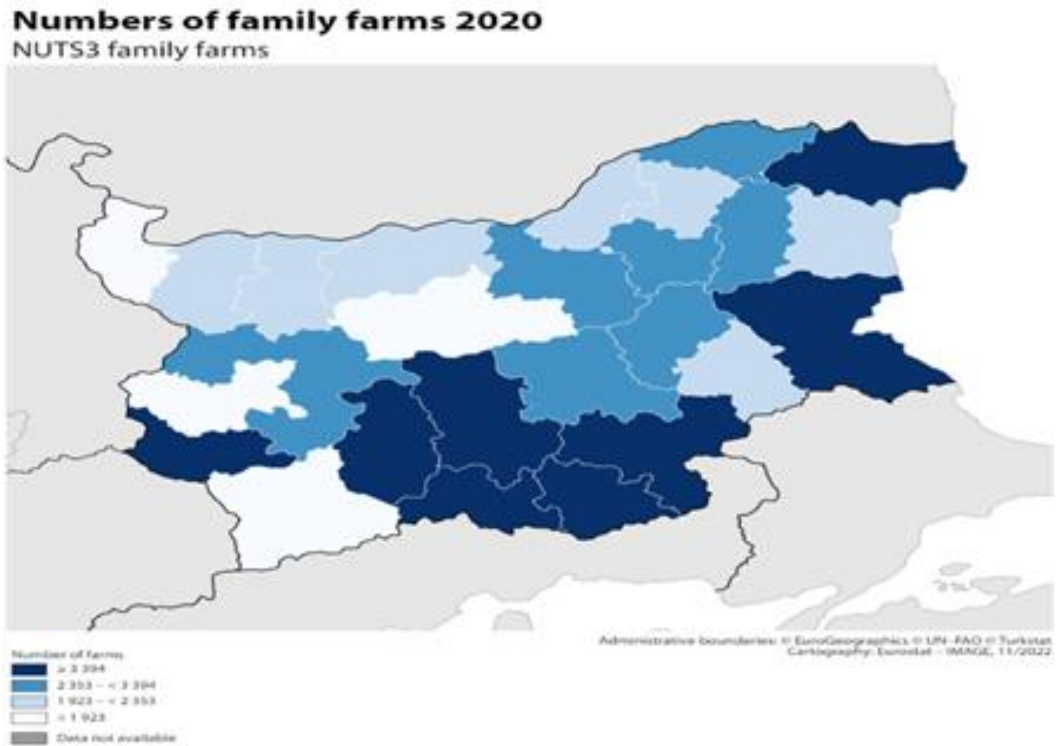 Numbers of family farms 2020
NUTS3 family farms
Administrative boundaries: © EuroGeographics © UN-FAO © Turkstat
Cartography: Eurostat - IMAGE, 11/2022
Number of farms
≥ 3 394
2 353 - < 3 394
1 923 - < 2 353
< 1 923
Data not available